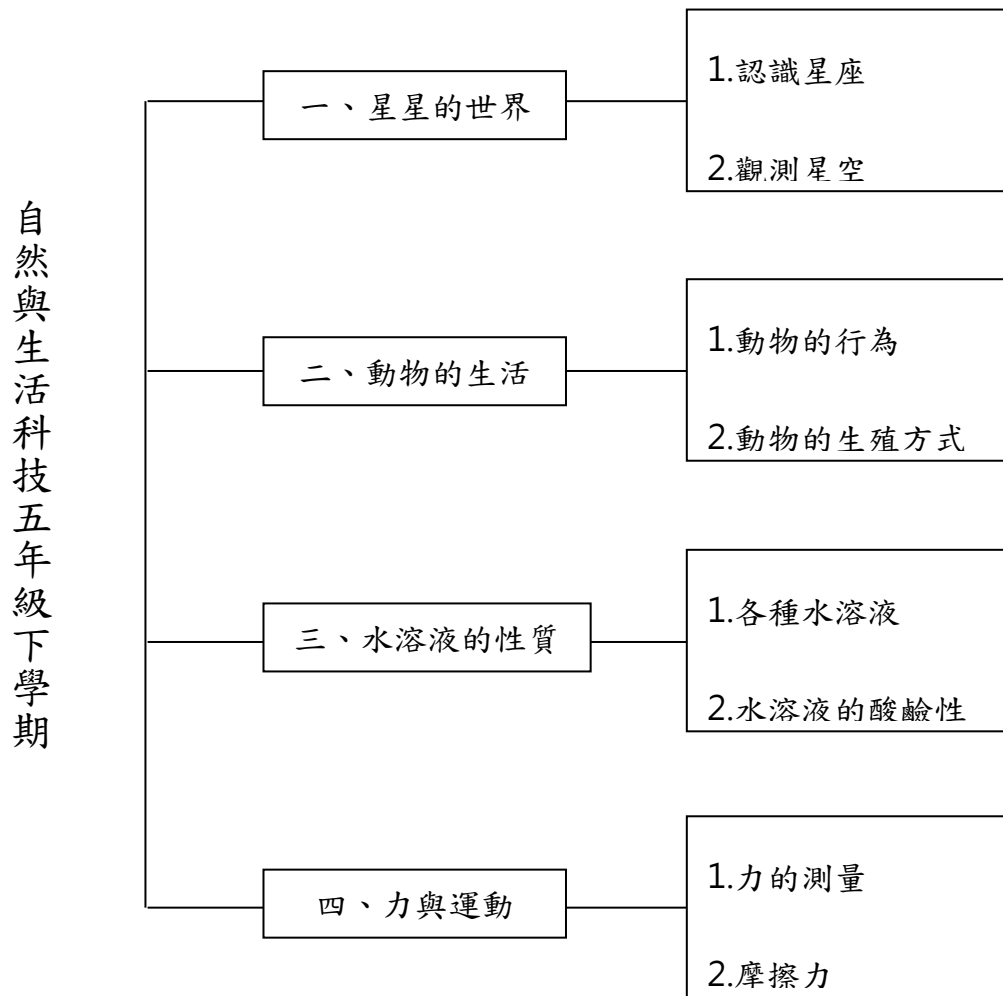 自然與生活科技五年級下學期
一、星星的世界
1.認識星座
2.觀測星空
二、動物的生活
1.動物的行為
2.動物的生殖方式
三、水溶液的性質
1.各種水溶液
2.水溶液的酸鹼性
四、力與運動
1.力的測量
2.摩擦力